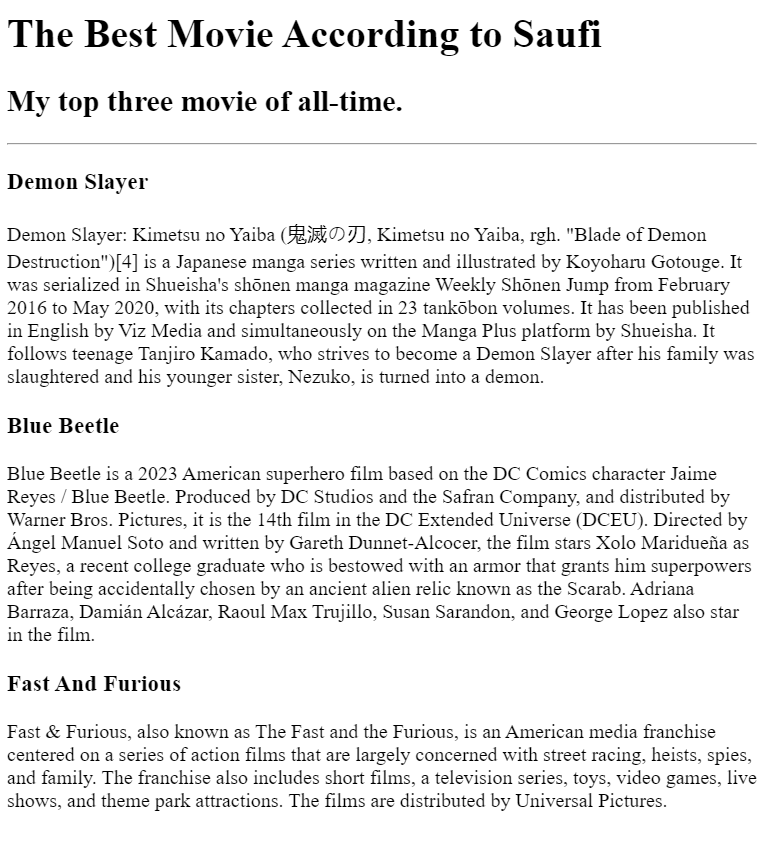 The Best Movie According to Saufi
My top three movie of all-time.
Demon Slayer
Demon Slayer: Kimetsu no Yaiba (鬼滅の刃, Kimetsu no Yaiba, rgh. "Blade of Demon
Destruction")[4] is a Japanese manga series written and illustrated by Koyoharu Gotouge. It
was serialized in Shueisha's shōnen manga magazine Weekly Shōnen Jump from February
2016 to May 2020, with its chapters collected in 23 tankōbon volumes. It has been published
in English by Viz Media and simultaneously on the Manga Plus platform by Shueisha. It
follows teenage Tanjiro Kamado, who strives to become a Demon Slayer after his family was
slaughtered and his younger sister, Nezuko, is turned into a demon.
Blue Beetle
Blue Beetle is a 2023 American superhero film based on the DC Comics character Jaime
Reyes / Blue Beetle. Produced by DC Studios and the Safran Company, and distributed by
Warner Bros. Pictures, it is the 14th film in the DC Extended Universe (DCEU). Directed by
Ángel Manuel Soto and written by Gareth Dunnet-Alcocer, the film stars Xolo Maridueña as
Reyes, a recent college graduate who is bestowed with an armor that grants him superpowers
after being accidentally chosen by an ancient alien relic known as the Scarab. Adriana
Barraza, Damián Alcázar, Raoul Max Trujillo, Susan Sarandon, and George Lopez also star
in the film.
Fast And Furious
Fast & Furious, also known as The Fast and the Furious, is an American media franchise
centered on a series of action films that are largely concerned with street racing, heists, spies,
and family. The franchise also includes short films, a television series, toys, video games, live
shows, and theme park attractions. The films are distributed by Universal Pictures.